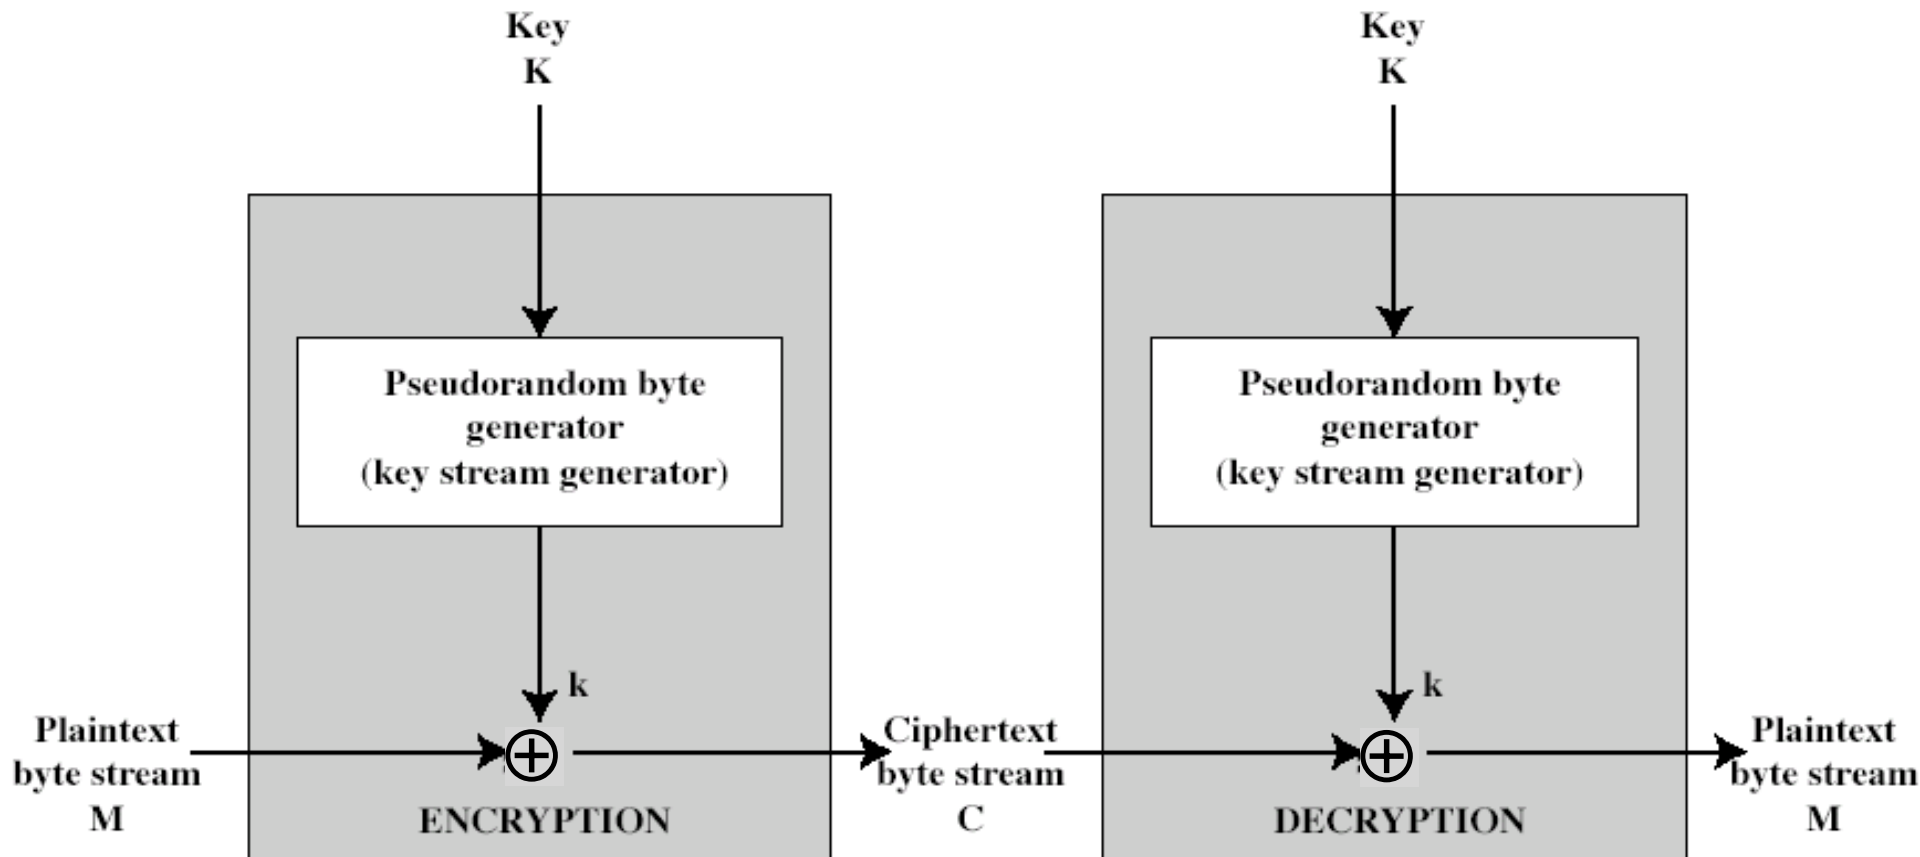 Key
K
Key
K
Pseudorandom byte
generator
(key stream generator)
Pseudorandom byte
generator
(key stream generator)
k
k
Plaintext
byte stream
M
Ciphertext
byte stream
C
Plaintext
byte stream
M
ENCRYPTION
DECRYPTION